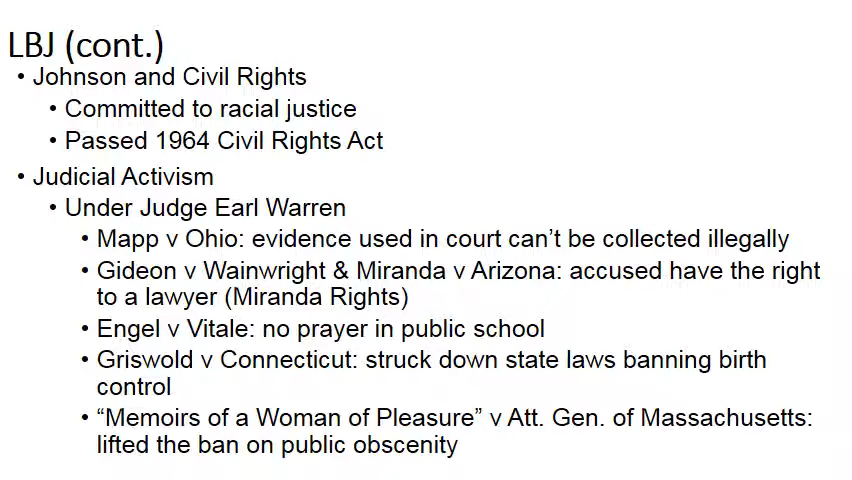 LBJ (cont.)
• Johnson and Civil Rights
• Committed to racial justice
• Passed 1964 Civil Rights Act
• Judicial Activism
• Under Judge Earl Warren
• Mapp v Ohio: evidence used in court can’t be collected illegally
• Gideon v Wainwright & Miranda v Arizona: accused have the right
to a lawyer (Miranda Rights)
• Engel v Vitale: no prayer in public school
• Griswold v Connecticut: struck down state laws banning birth
control
• “Memoirs of a Woman of Pleasure” v Att. Gen. of Massachusetts:
lifted the ban on public obscenity